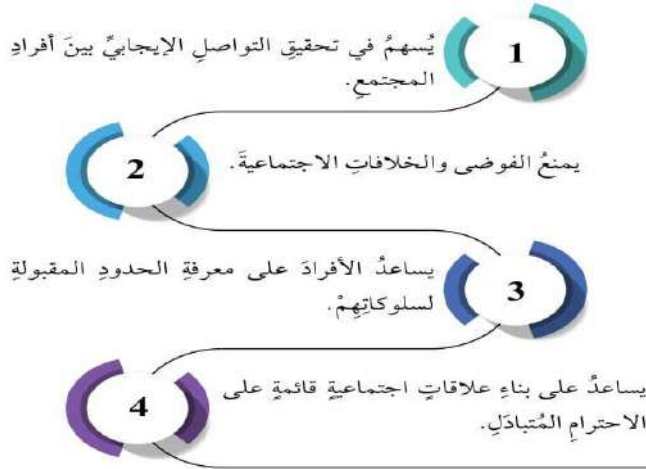 1
يُسهمُ في تحقيقِ التواصلِ الإيجابيِّ بينَ أفرادِ
المجتمعِ.
2
يمنعُ الفوضى والخلافاتِ الاجتماعيةَ.
3
يساعدُ الأفرادَ على معرفةِ الحدودِ المقبولةِ
لسلوكاتِهِمْ.
4
يساعدُ على بناءِ علاقاتٍ اجتماعيةٍ قائمةٍ على
الاحترامِ المُتبادَلِ.